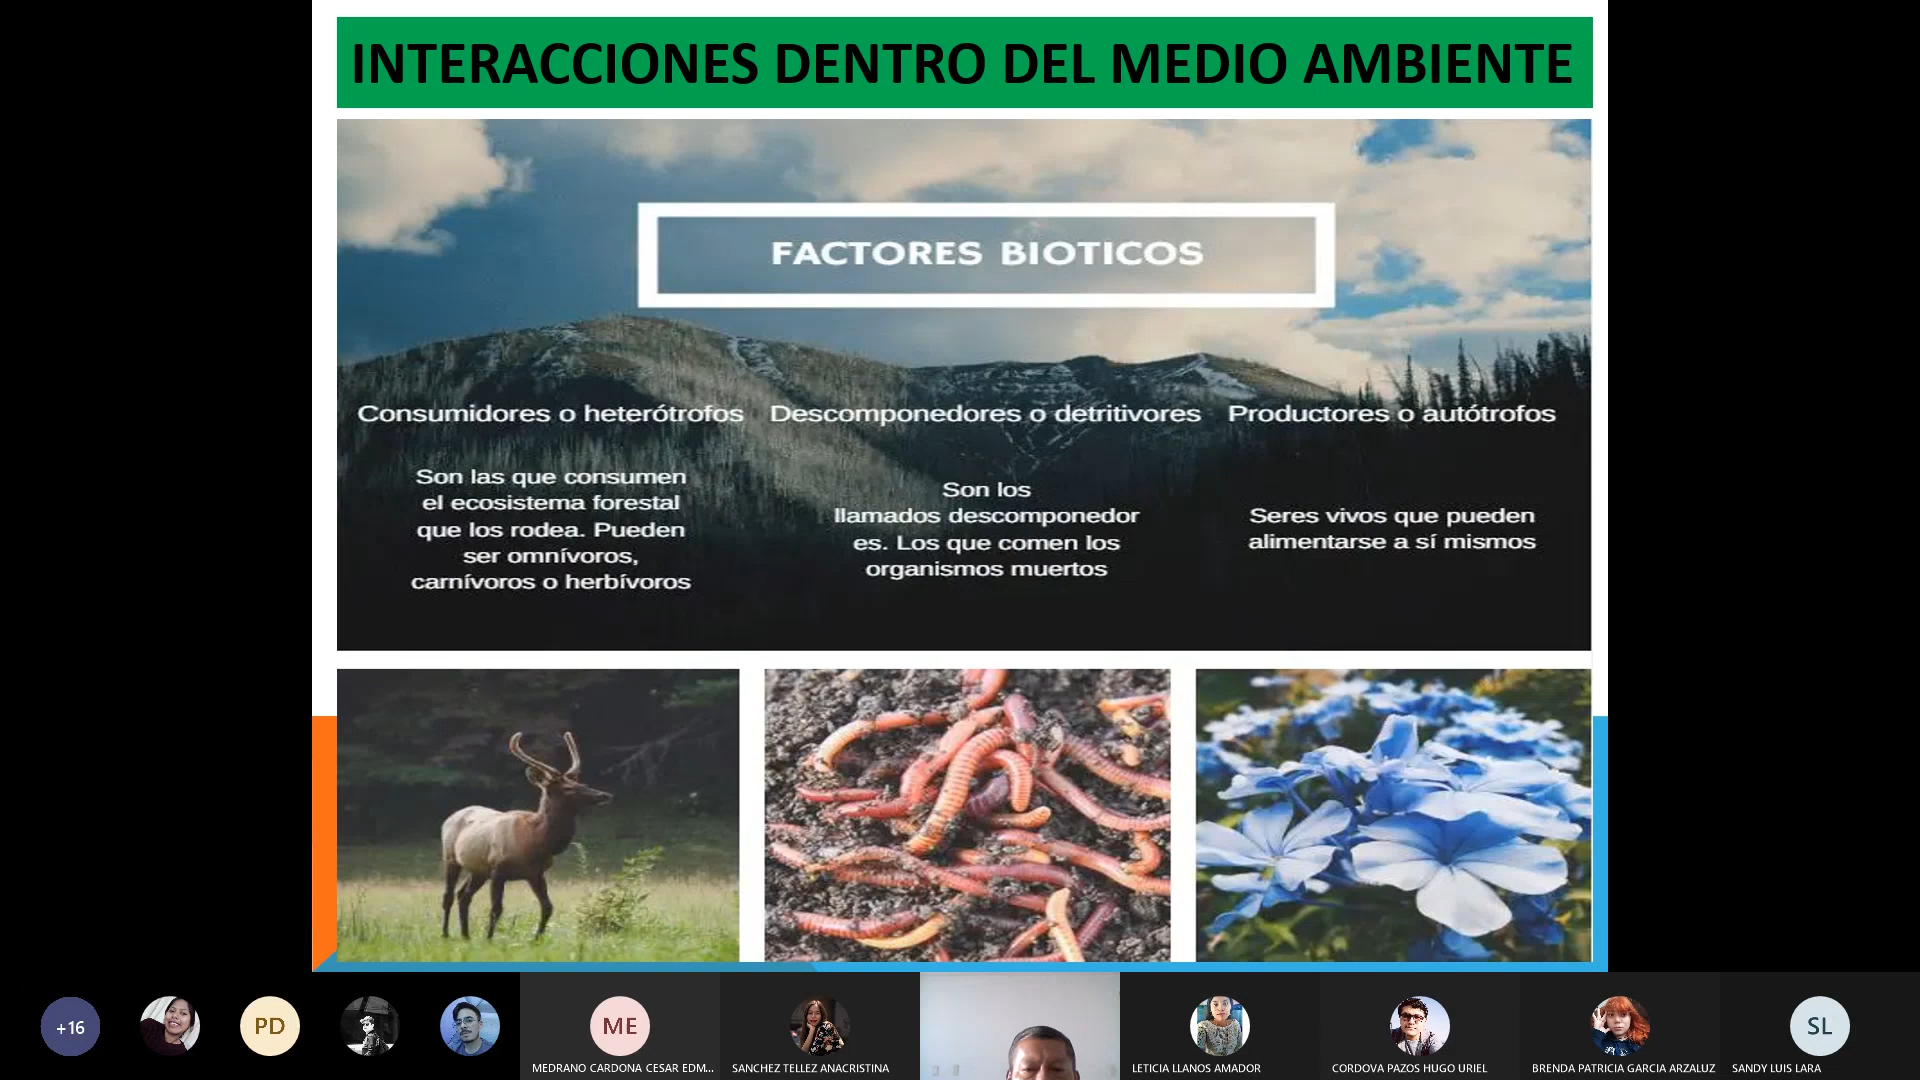 INTERACCIONES DENTRO DEL MEDIO AMBIENTE
FACTORES BIOTICOS
Consumidores o heterótrofos
Son las que consumen
el ecosistema forestal
que los rodea. Pueden
ser omnívoros,
carnívoros o herbívoros
Descomponedores o detritivores
Son los
llamados descomponedor
es. Los que comen los
organismos muertos
Productores o autótrofos
Seres vivos que pueden
alimentarse a sí mismos
+16
PD
ME
MEDRANO CARDONA CESAR EDM...
SANCHEZ TELLEZ ANACRISTINA
LETICIA LLANOS AMADOR
CORDOVA PAZOS HUGO URIEL
BRENDA PATRICIA GARCIA ARZALUZ
SL
SANDY LUIS LARA